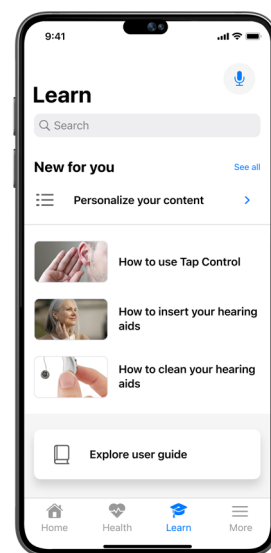 9:41
Learn
Search
New for you
See all
Personalize your content
How to use Tap Control
How to insert your hearing
aids
How to clean your hearing
aids
Explore user guide
Home
Health
Learn
More